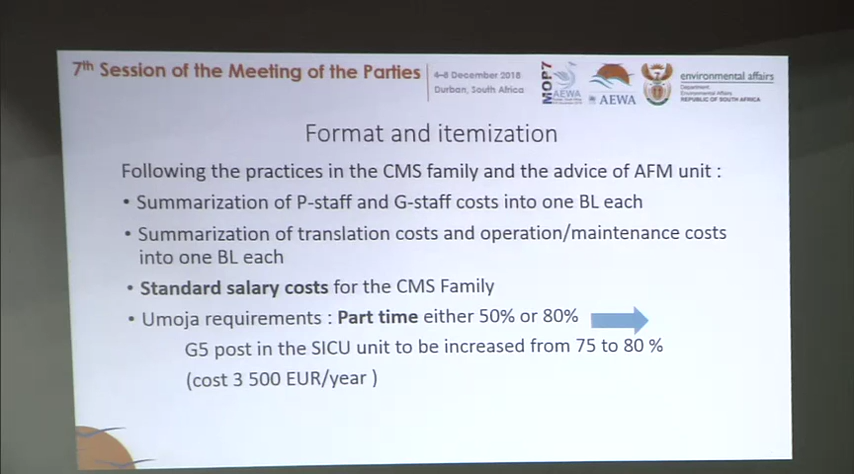 7th Session of the Meeting of the Parties
4–8 December 2018
Durban, South Africa
MOP7
AEWA
AEWA
environmental affairs
Department:
Environmental Affairs
REPUBLIC OF SOUTH AFRICA
Format and itemization
Following the practices in the CMS family and the advice of AFM unit :
• Summarization of P-staff and G-staff costs into one BL each
• Summarization of translation costs and operation/maintenance costs
into one BL each
• Standard salary costs for the CMS Family
• Umoja requirements : Part time either 50% or 80%
G5 post in the SICU unit to be increased from 75 to 80 %
(cost 3 500 EUR/year )